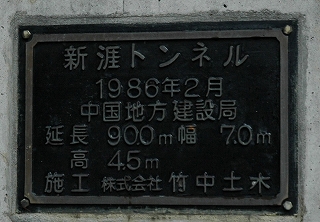 新涯トンネル
1986年2月
中国地方建設局
延長 90.0m 幅 7.0m
高 4.5m
施工 株式会社 竹中土木